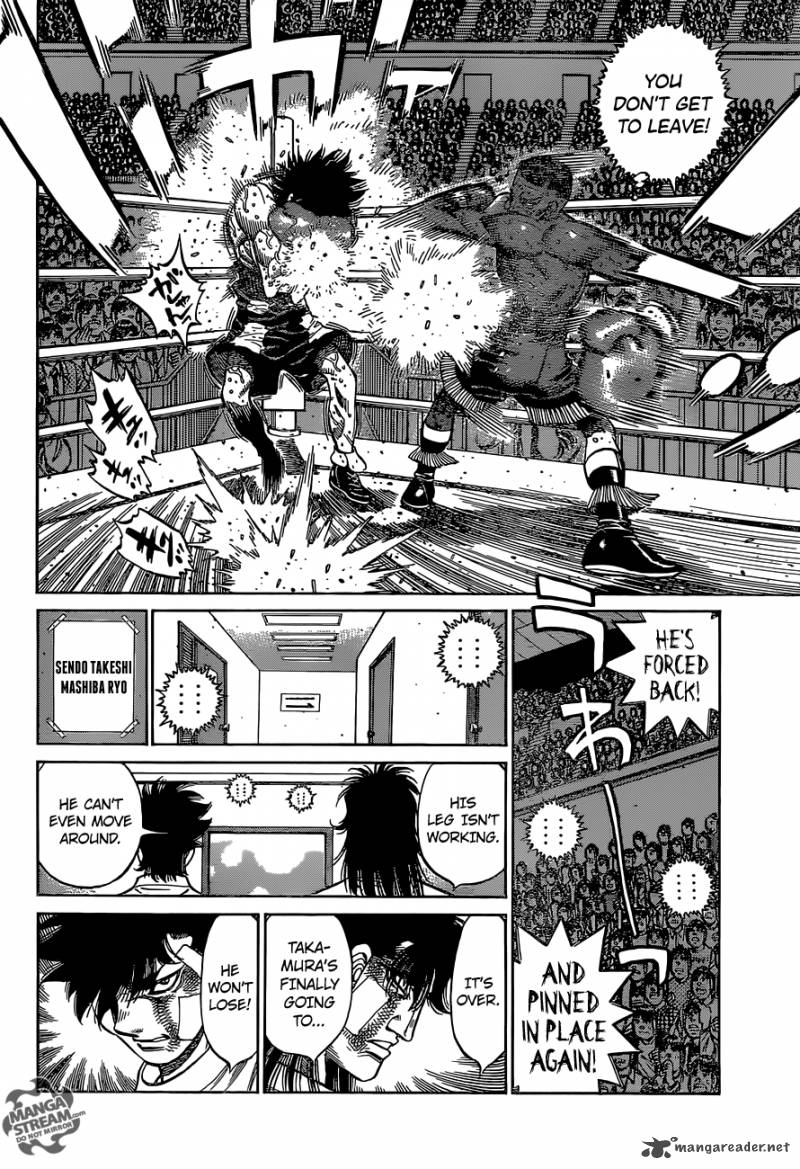 YOU
DON'T GET
TO LEAVE!
HE'S
FORCED
BACK!
AND
PINNED
IN PLACE
AGAIN!
SENDO TAKESHI
MASHIBA RYO
HIS
LEG ISN'T
WORKING.
HE CAN'T
EVEN MOVE
AROUND.
IT'S
OVER.
TAKA-
MURA'S
FINALLY
GOING
TO...
HE
WON'T
LOSE!
MANGA
STREAM.com
DO NOT MIRROR!
mangareader.net